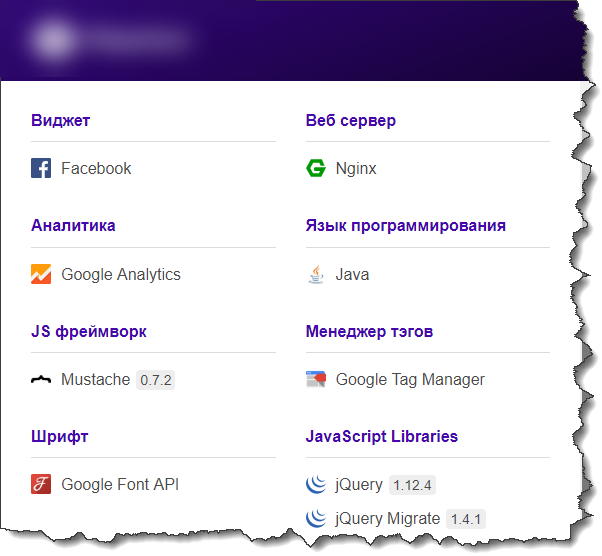 Виджет
Facebook
Веб сервер
Nginx
Аналитика
Google Analytics
Язык программирования
Java
JS фреймворк
Mustache 0.7.2
Менеджер тэгов
Google Tag Manager
Шрифт
Google Font API
JavaScript Libraries
jQuery 1.12.4
jQuery Migrate 1.4.1